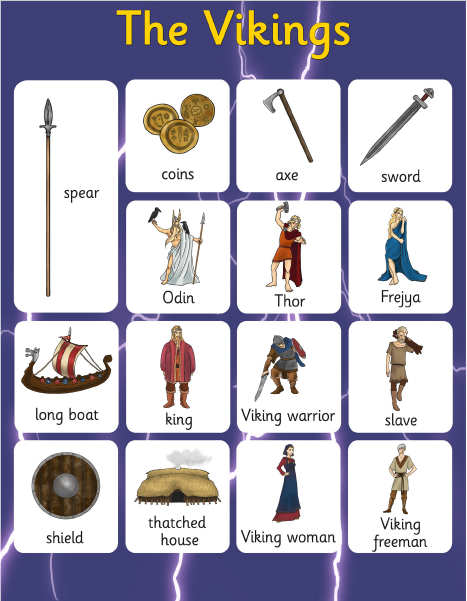 The Vikings
spear
coins
axe
sword
Odin
Thor
Frejya
long boat
king
Viking warrior
slave
shield
thatched
house
Viking woman
Viking
freeman